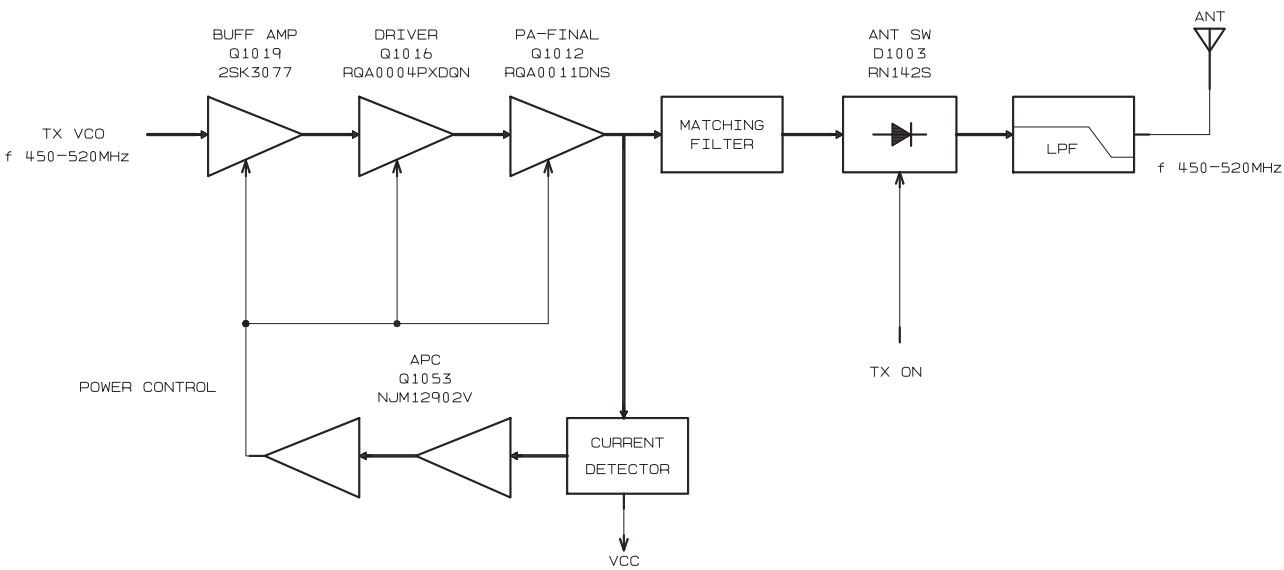 ANT
BUFF AMP
Q1019
2SK3077
DRIVER
Q1016
RQA0004PXDQN
PA-FINAL
Q1012
RQA0011DNS
ANT SW
D1003
RN142S
TX VCO
f 450-520MHz
MATCHING
FILTER
LPF
f 450-520MHz
TX ON
POWER CONTROL
APC
Q1053
NJM12902V
CURRENT
DETECTOR
VCC